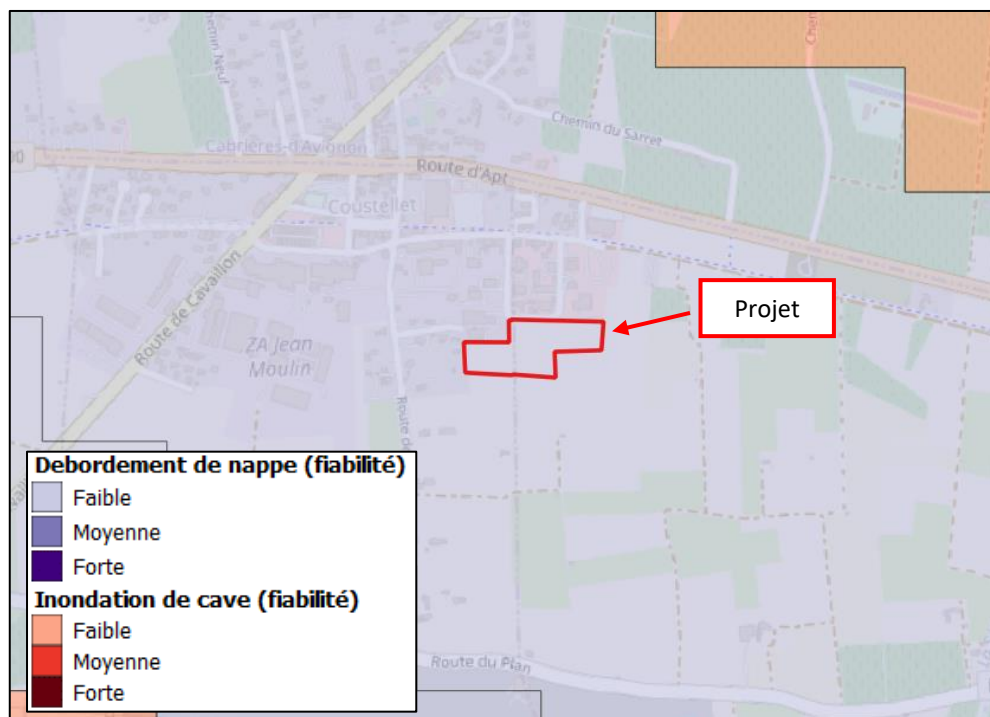 Chemin Neuf
Cabrières-d'Avignon
Route d'Apt
Chemin du Sarret
Coustellet
Route de Cavaillon
ZA Jean
Moulin
Projet
Route du Plan
Debordement de nappe (fiabilité)
Faible
Moyenne
Forte
Inondation de cave (fiabilité)
Faible
Moyenne
Forte